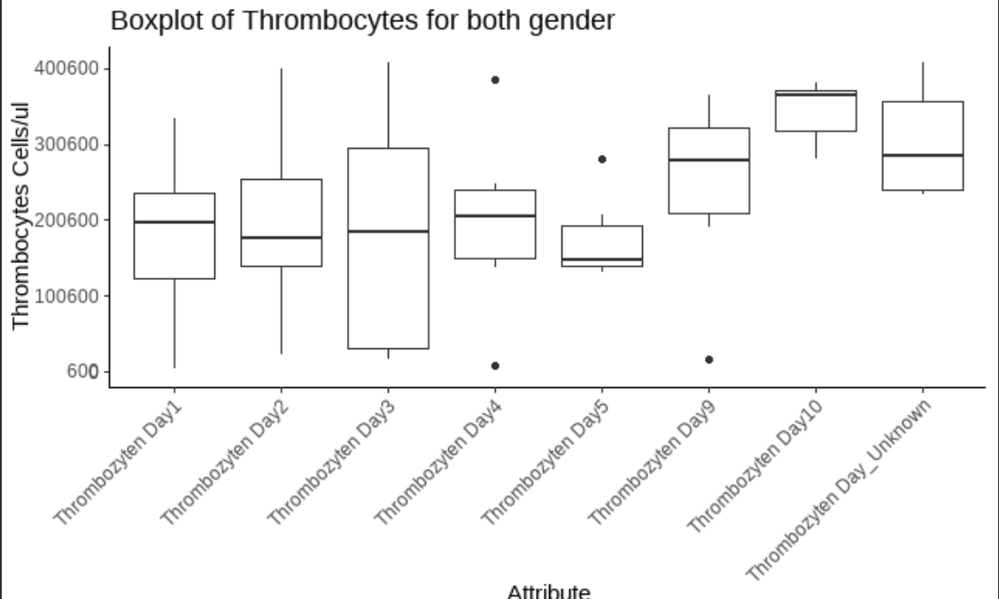 Boxplot of Thrombocytes for both gender
Thrombocytes Cells/ul
400600
300600
200600
100600
600
Thrombozyten Day1
Thrombozyten Day2
Thrombozyten Day3
Thrombozyten Day4
Thrombozyten Day5
Thrombozyten Day9
Thrombozyten Day10
Thrombozyten Day_Unknown
Attribute